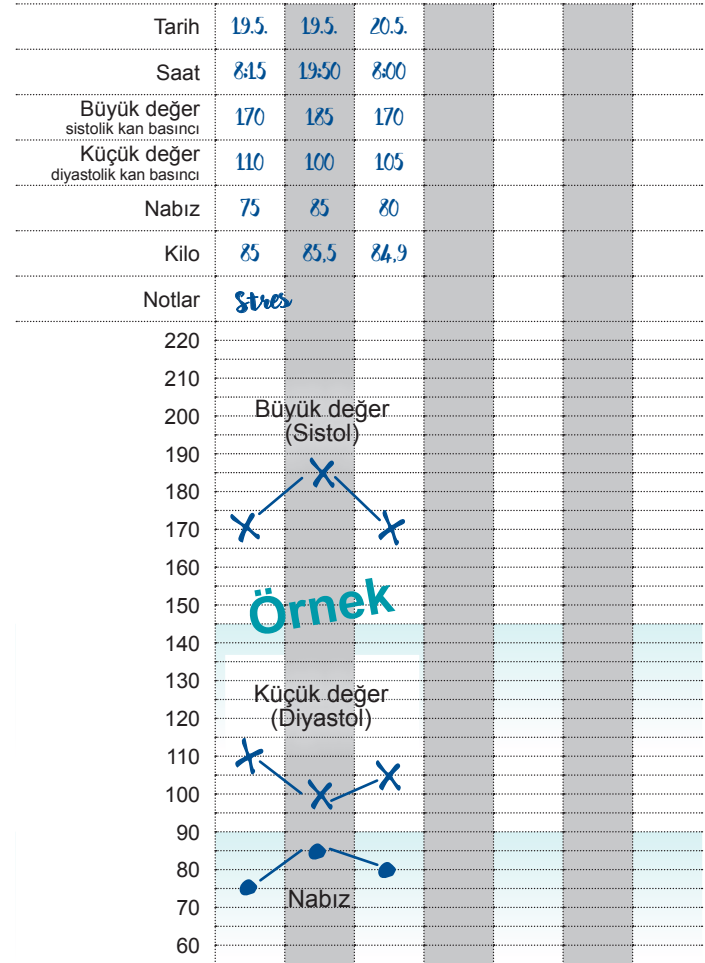 Tarih 19.5. 19.5. 20.5.
Saat 8:15 19:50 8:00
Büyük değer
sistolik kan basıncı 170 185 170
Küçük değer
diyastolik kan basıncı 110 100 105
Nabız 75 85 80
Kilo 85 85,5 84,9
Notlar Stres
220
210
200
Büyük değer
(Sistol)
190
180
170
160
Örnek
150
140
130
Küçük değer
120
(Diyastol)
110
100
90
80
Nabız
70
60